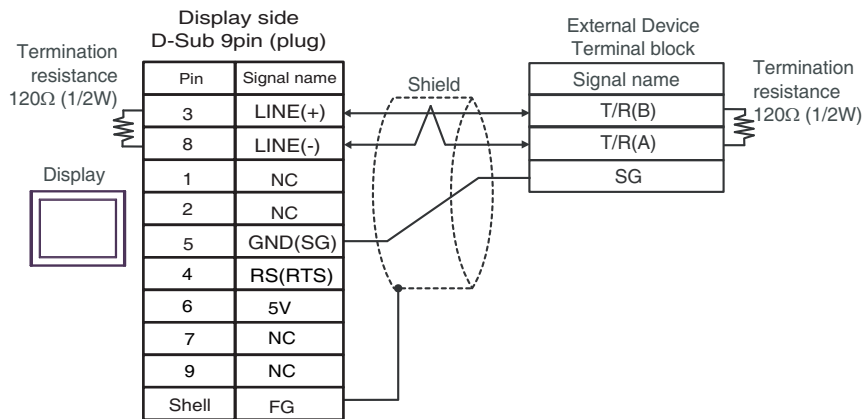 Display side
D-Sub 9pin (plug)
External Device
Terminal block
Termination
resistance
120Ω (1/2W)
Pin Signal name
Shield
Signal name
Termination
resistance
120Ω (1/2W)
3 LINE(+)
T/R(B)
8 LINE(-)
T/R(A)
Display
1 NC
SG
2 NC
5 GND(SG)
4 RS(RTS)
6 5V
7 NC
9 NC
Shell FG